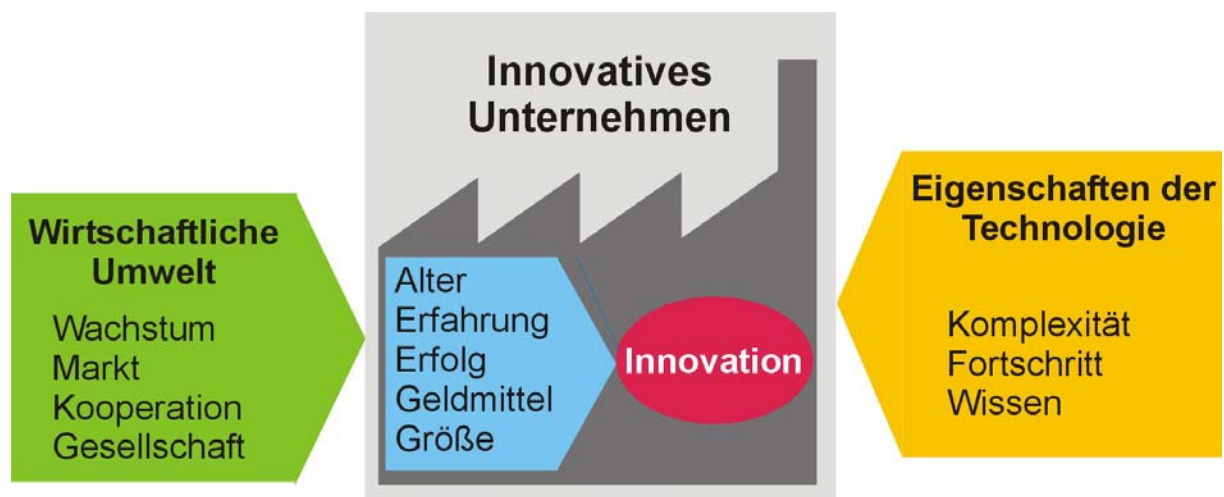 Wirtschaftliche
Umwelt
Wachstum
Markt
Kooperation
Gesellschaft
Innovatives
Unternehmen
Alter
Erfahrung
Erfolg
Geldmittel
Größe
Innovation
Eigenschaften der
Technologie
Komplexität
Fortschritt
Wissen